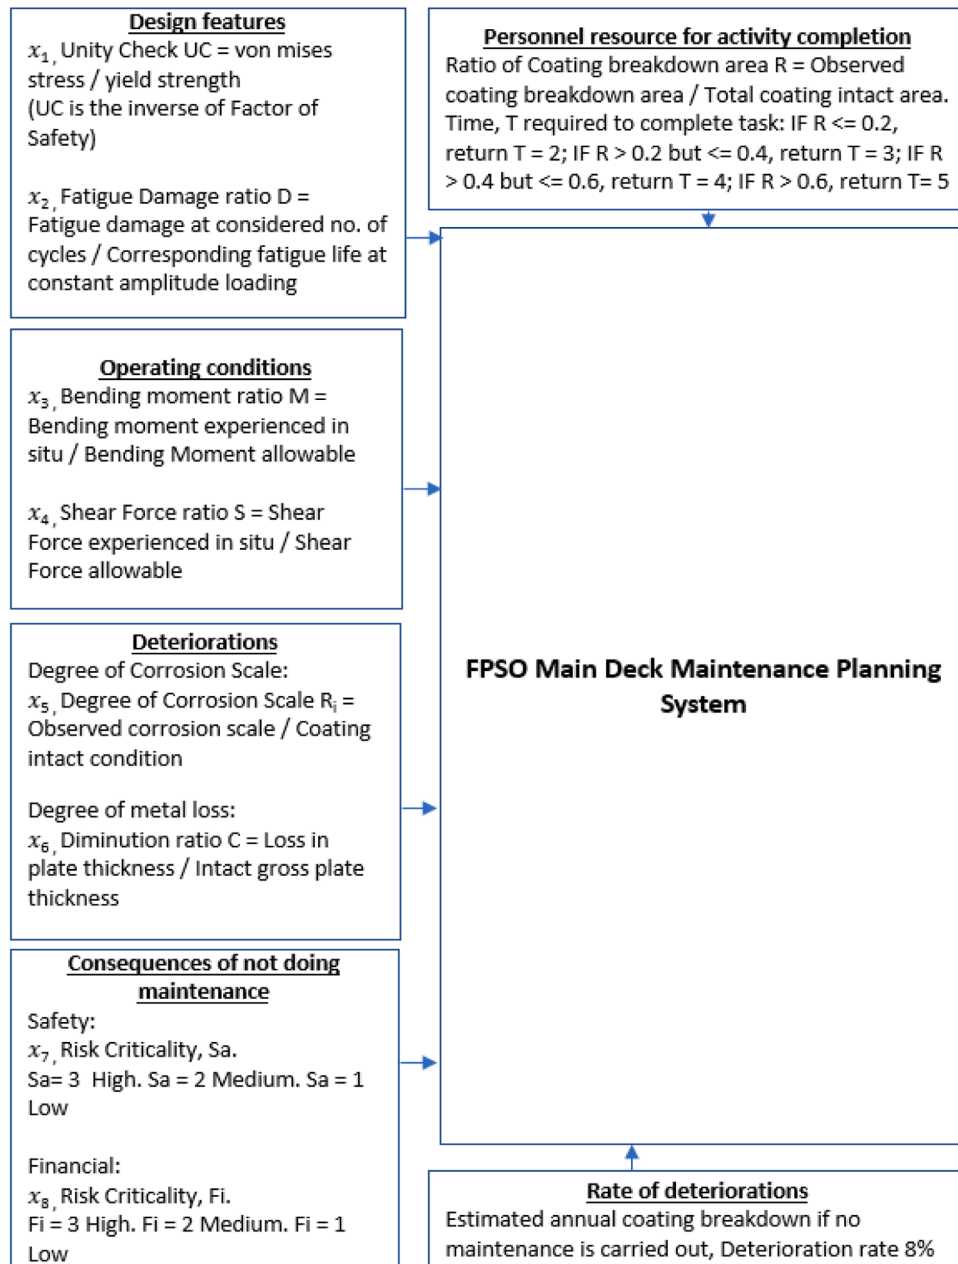 Design features
x₁, Unity Check UC = von mises
stress / yield strength
(UC is the inverse of Factor of
Safety)
x₂, Fatigue Damage ratio D =
Fatigue damage at considered no. of
cycles / Corresponding fatigue life at
constant amplitude loading
Operating conditions
x₃, Bending moment ratio M =
Bending moment experienced in
situ / Bending Moment allowable
x₄, Shear Force ratio S = Shear
Force experienced in situ / Shear
Force allowable
Deteriorations
Degree of Corrosion Scale:
x₅, Degree of Corrosion Scale Rᵢ =
Observed corrosion scale / Coating
intact condition
Degree of metal loss:
x₆, Diminution ratio C = Loss in
plate thickness / Intact gross plate
thickness
Consequences of not doing
maintenance
Safety:
x₇, Risk Criticality, Sa.
Sa= 3 High. Sa = 2 Medium. Sa = 1
Low
Financial:
x₈, Risk Criticality, Fi.
Fi = 3 High. Fi = 2 Medium. Fi = 1
Low
Personnel resource for activity completion
Ratio of Coating breakdown area R = Observed
coating breakdown area / Total coating intact area.
Time, T required to complete task: IF R <= 0.2,
return T = 2; IF R > 0.2 but <= 0.4, return T = 3; IF R
> 0.4 but <= 0.6, return T = 4; IF R > 0.6, return T= 5
FPSO Main Deck Maintenance Planning
System
Rate of deteriorations
Estimated annual coating breakdown if no
maintenance is carried out, Deterioration rate 8%